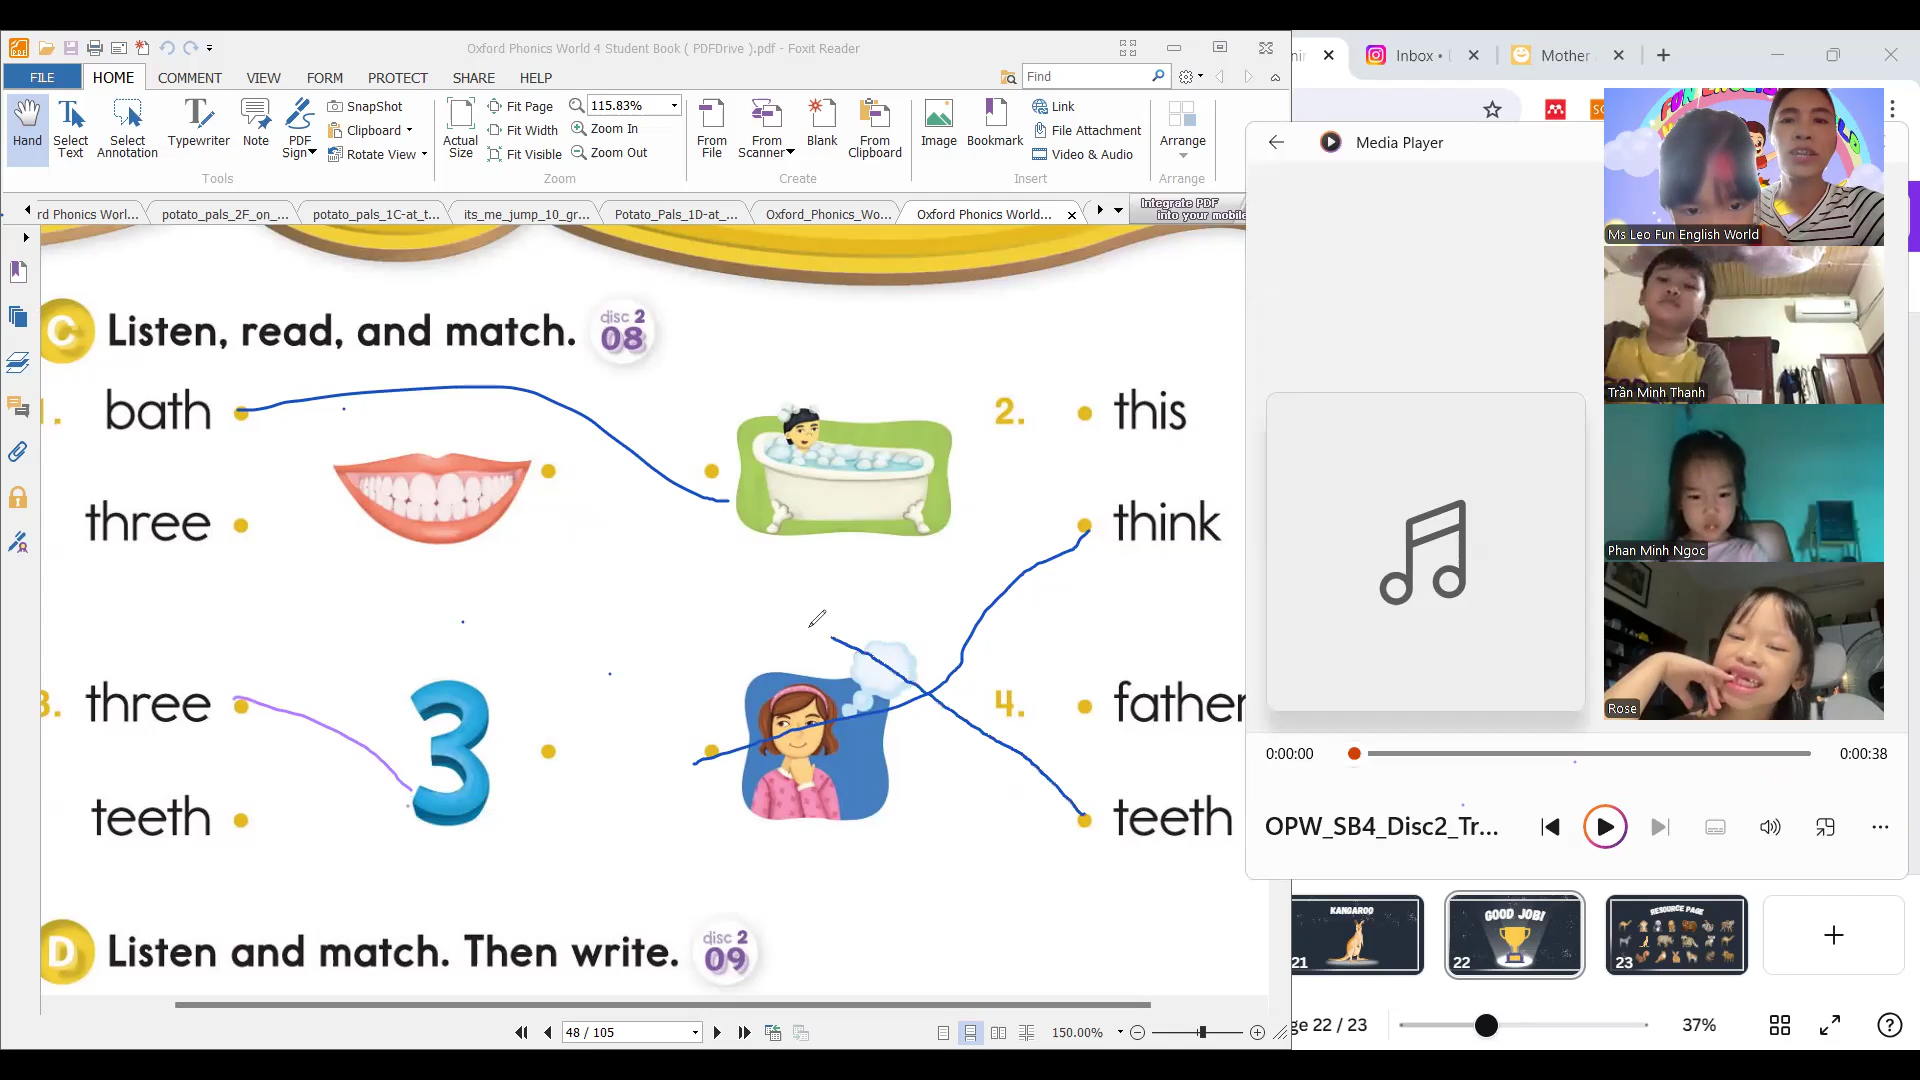 Oxford Phonics World 4 Student Book ( PDFDrive ).pdf - Foxit Reader
FILE HOME COMMENT VIEW FORM PROTECT SHARE HELP
Find
Hand
Select Text
Select Annotation
Typewriter
Note
PDF Sign
SnapShot
Clipboard
Rotate View
Tools
Actual Size
Fit Page
Fit Width
Fit Visible
115.83%
Zoom In
Zoom Out
Zoom
From File
From Scanner
Blank
From Clipboard
Create
Image
Bookmark
Link
File Attachment
Video & Audio
Insert
Arrange
Arrange
rd Phonics Worl...
potato_pals_2F_on_...
potato_pals_1C-at_t...
its_me_jump_10_gr...
Potato_Pals_1D-at_...
Oxford_Phonics_Wo...
Oxford Phonics World...
Integrate PDF
into your mobile
C Listen, read, and match. disc 2 08
bath
three
2. this
think
three
teeth
3
4. father
teeth
D Listen and match. Then write. disc 2 09
48 / 105
150.00%
Inbox
Mother
Media Player
0:00:00
0:00:38
OPW_SB4_Disc2_Tr...
Ms Leo Fun English World
Trần Minh Thanh
Phan Minh Ngoc
Rose
KANGAROO
21
GOOD JOB!
22
RESOURCE PAGE
23
ge 22 / 23
37%